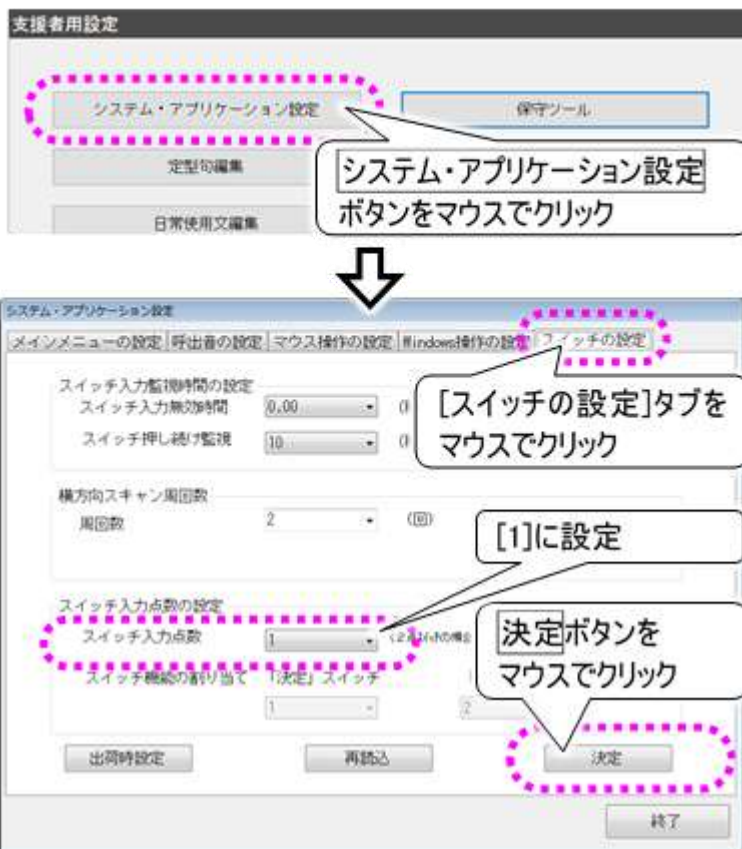 支援者用設定
システム・アプリケーション設定
保守ツール
定型句編集
システム・アプリケーション設定
ボタンをマウスでクリック
日常使用文編集
システム・アプリケーション設定
メインメニューの設定 呼出音の設定 マウス操作の設定 Windows操作の設定 スイッチの設定
スイッチ入力監視時間の設定
スイッチ入力無効時間 0.00
[スイッチの設定]タブを
マウスでクリック
スイッチ押し続け監視 10
横方向スキャン周回数
周回数 2 (回)
[1]に設定
スイッチ入力点数の設定
スイッチ入力点数 1
決定ボタンを
マウスでクリック
スイッチ機能の割り当て 「決定」スイッチ
1 2
出荷時設定 再読込 決定
終了